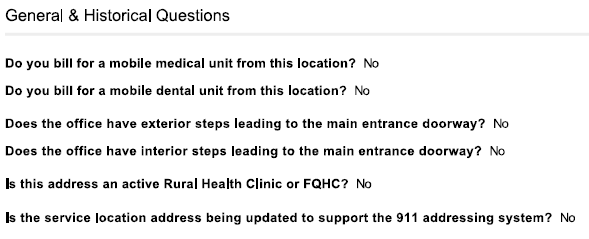 General & Historical Questions
Do you bill for a mobile medical unit from this location? No
Do you bill for a mobile dental unit from this location? No
Does the office have exterior steps leading to the main entrance doorway? No
Does the office have interior steps leading to the main entrance doorway? No
Is this address an active Rural Health Clinic or FQHC? No
Is the service location address being updated to support the 911 addressing system? No